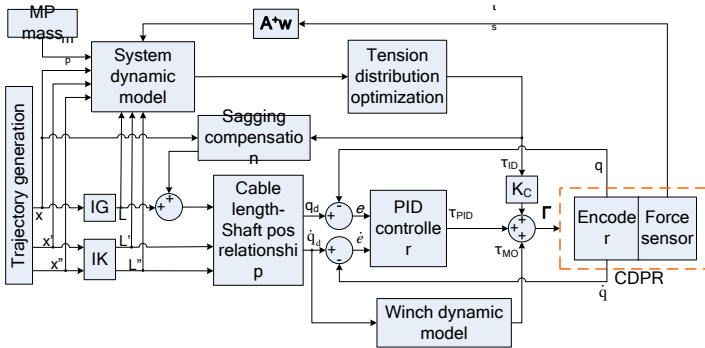 MP
mass
m
p
A⁺w
t
s
System
dynamic
model
Tension
distribution
optimization
Sagging
compensatio
n
Trajectory generation
x
x'
x"
IG
IK
L
L'
L"
+
+
Cable
length-
Shaft pos
relationshi
p
q_d
q̇_d
-
+
-
+
e
ė
PID
controlle
r
τ_PID
τ_ID
K_C
+
+
+
τ_MO
Γ
q
q̇
Encode
r
Force
sensor
CDPR
Winch dynamic
model